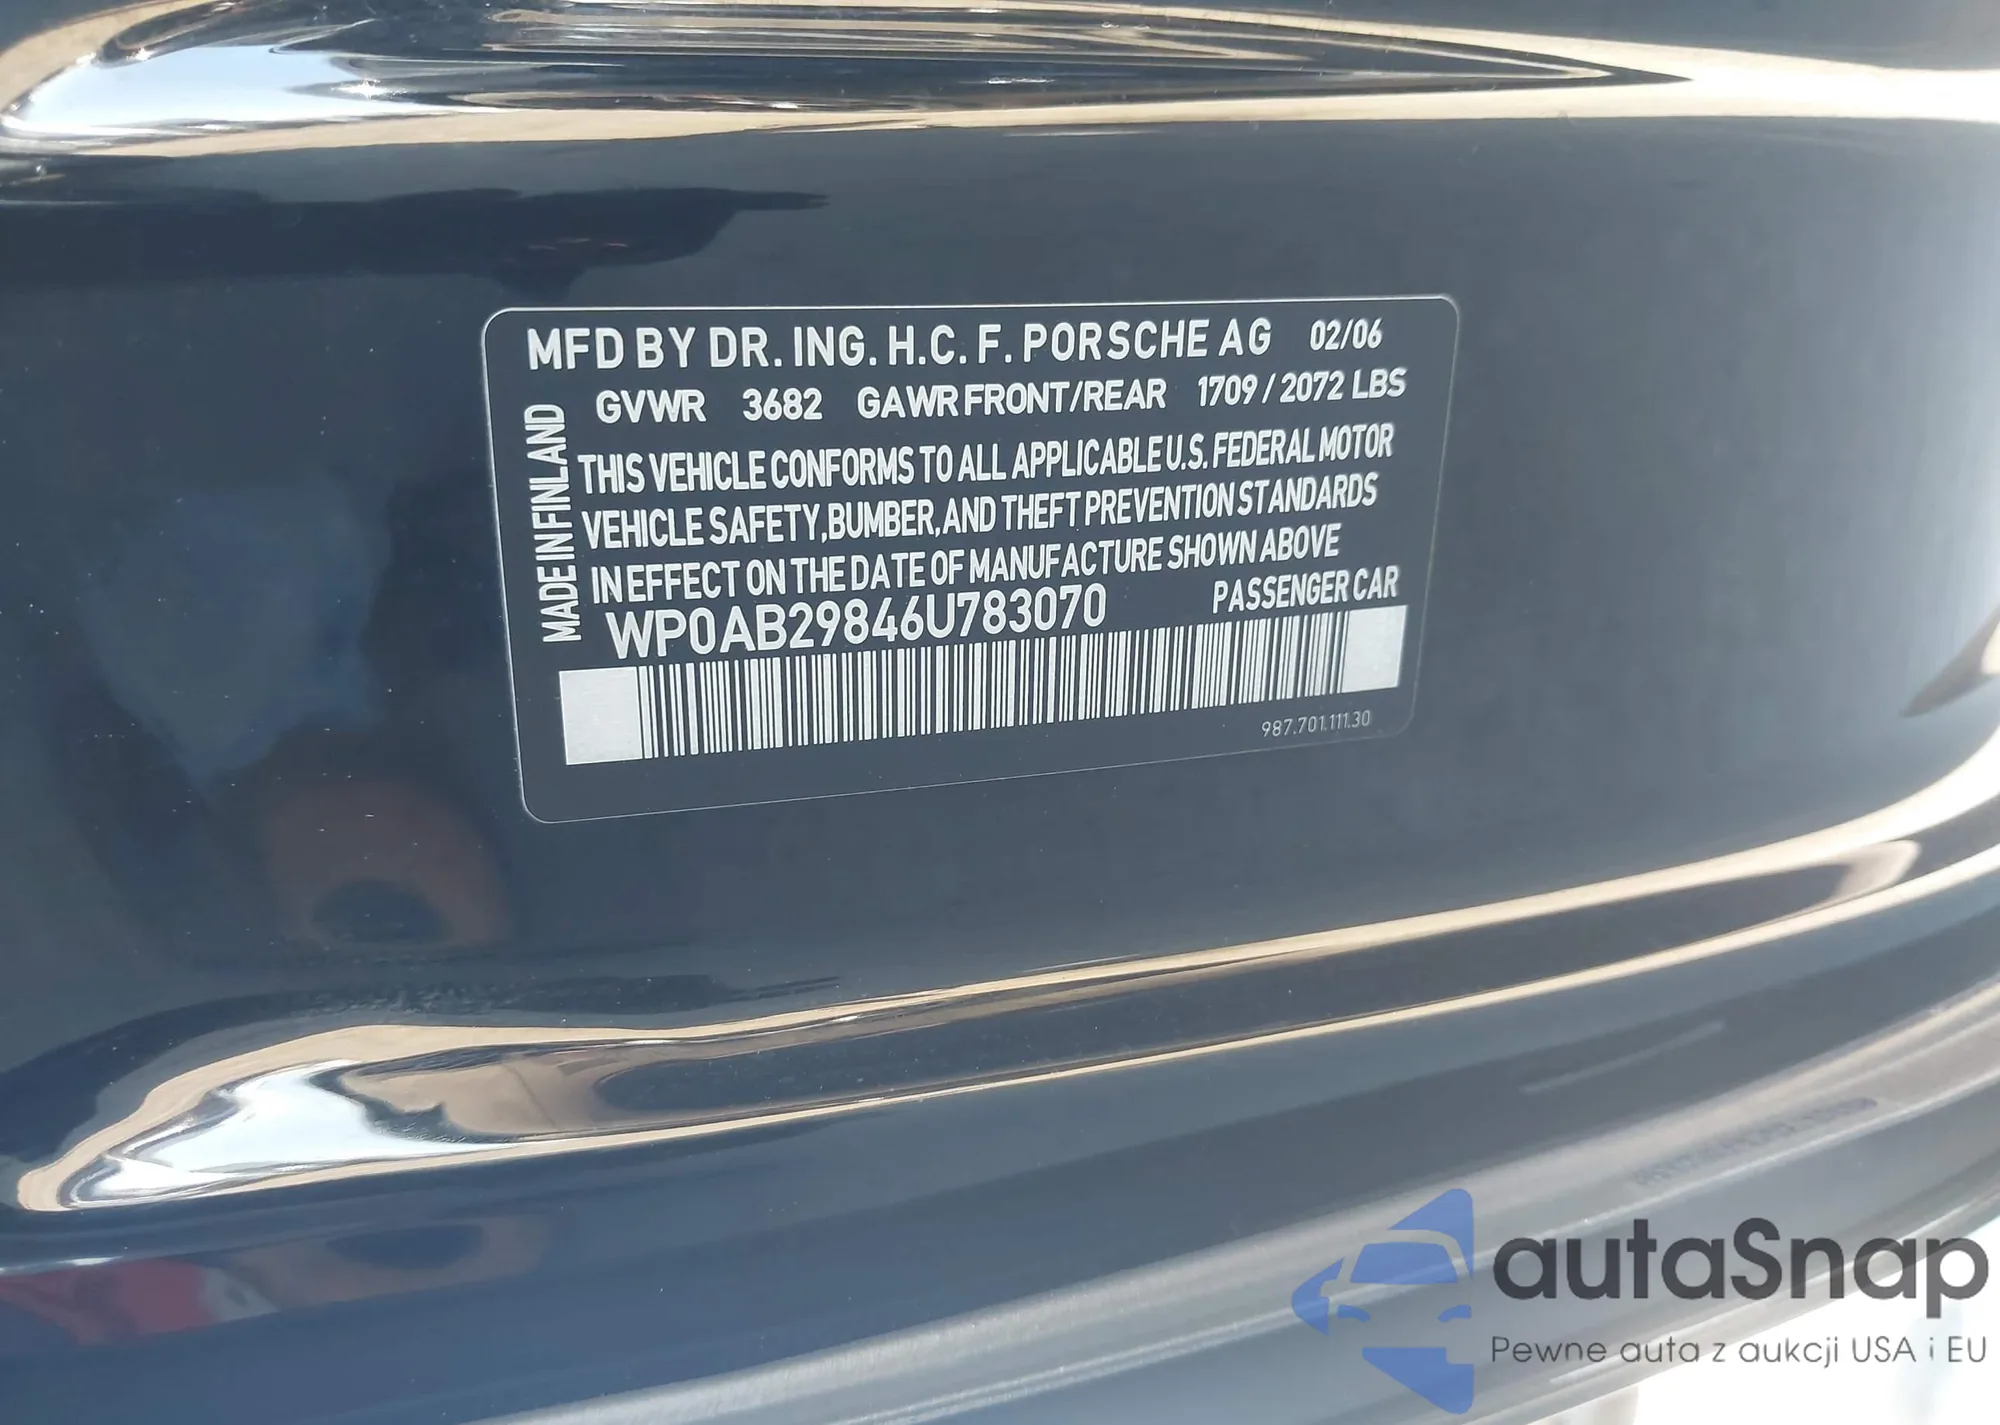 MFD BY DR. ING. H.C. F. PORSCHE AG 02/06
GVWR 3682 GAWR FRONT/REAR 1709 / 2072 LBS
MADE IN FINLAND
THIS VEHICLE CONFORMS TO ALL APPLICABLE U.S. FEDERAL MOTOR
VEHICLE SAFETY, BUMBER, AND THEFT PREVENTION STANDARDS
IN EFFECT ON THE DATE OF MANUFACTURE SHOWN ABOVE
WP0AB29846U783070 PASSENGER CAR
987.701.111.30
autaSnap
Pewne auta z aukcji USA i EU